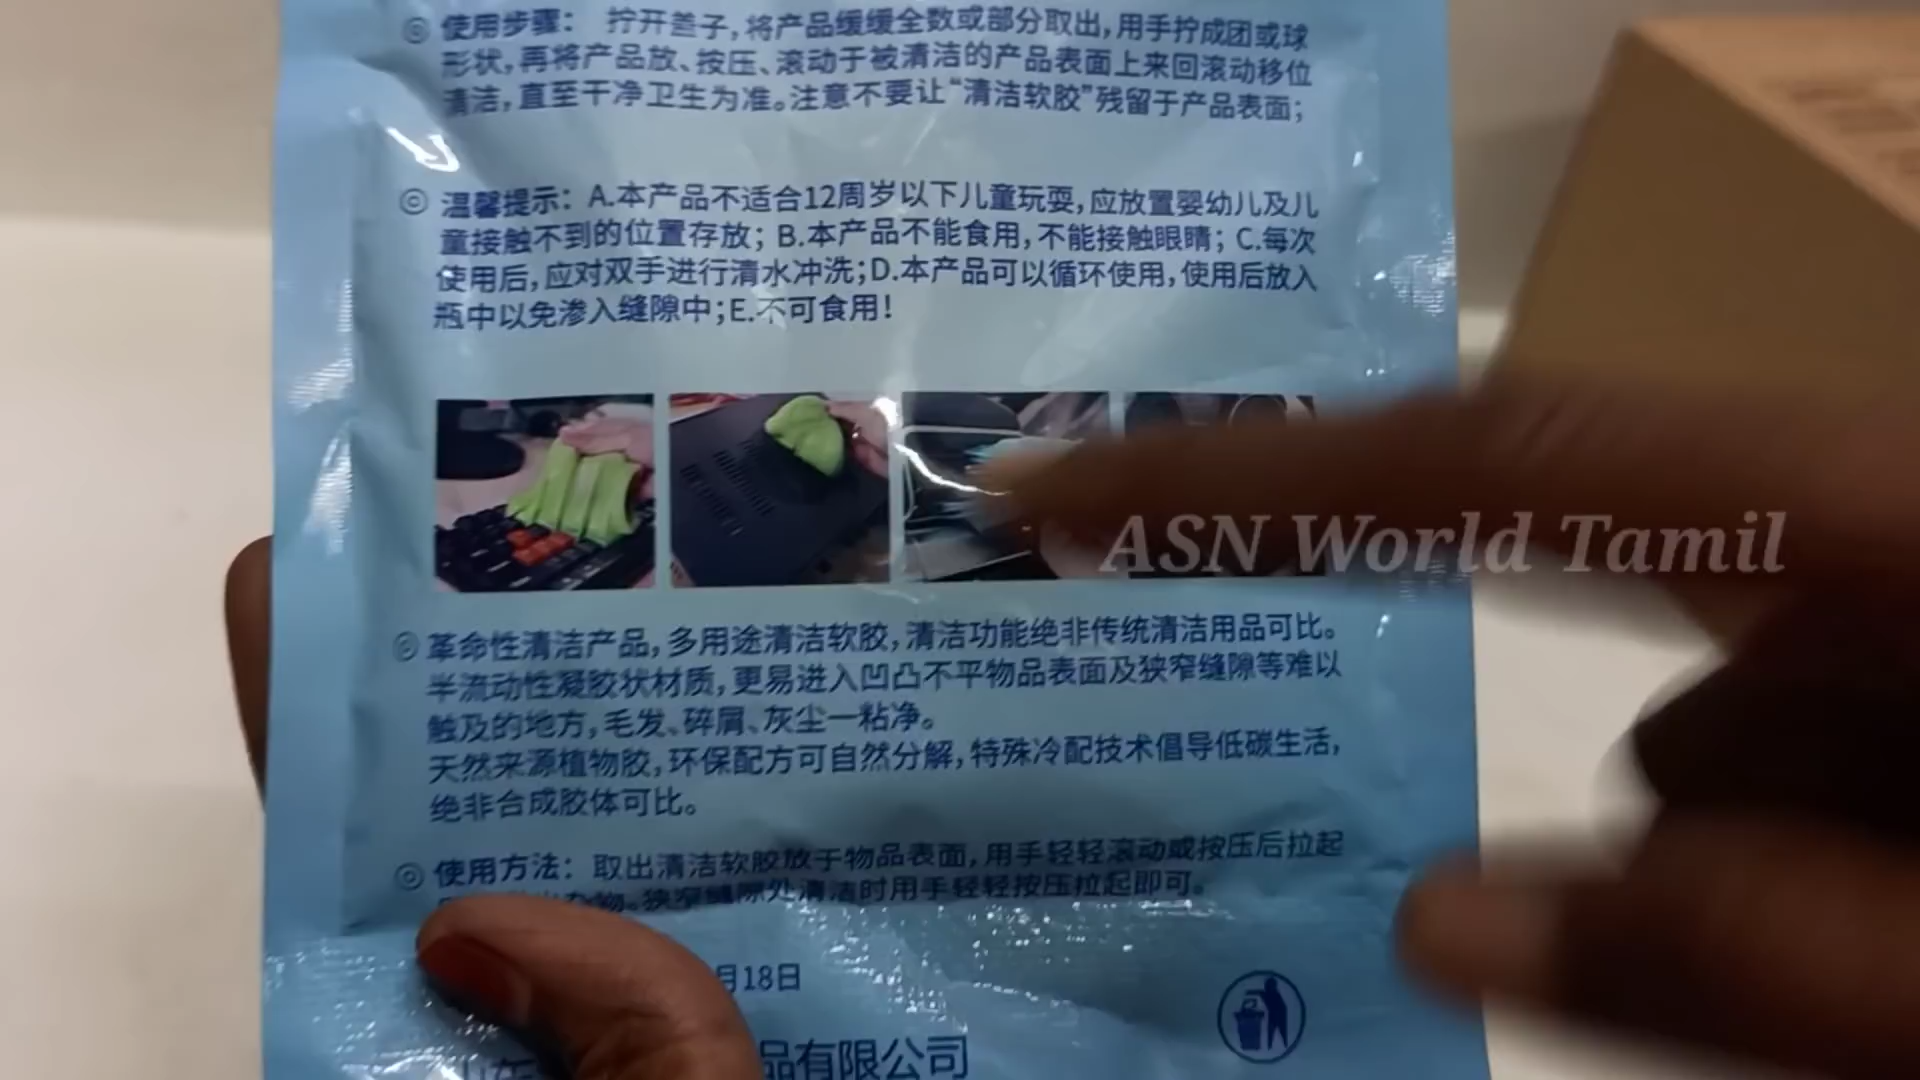 ◎ 使用步骤： 拧开盖子，将产品缓缓全数或部分取出，用手拧成团或球
形状，再将产品放、按压、滚动于被清洁的产品表面上来回滚动移位
清洁，直至干净卫生为准。注意不要让“清洁软胶”残留于产品表面；
◎ 温馨提示：A.本产品不适合12周岁以下儿童玩耍，应放置婴幼儿及儿
童接触不到的位置存放；B.本产品不能食用，不能接触眼睛；C.每次
使用后，应对双手进行清水冲洗；D.本产品可以循环使用，使用后放入
瓶中以免渗入缝隙中；E.不可食用！
ASN World Tamil
◎ 革命性清洁产品，多用途清洁软胶，清洁功能绝非传统清洁用品可比。
半流动性凝胶状材质，更易进入凹凸不平物品表面及狭窄缝隙等难以
触及的地方，毛发、碎屑、灰尘一粘净。
天然来源植物胶，环保配方可自然分解，特殊冷配技术倡导低碳生活，
绝非合成胶体可比。
◎ 使用方法：取出清洁软胶放于物品表面，用手轻轻滚动或按压后拉起
物。狭窄缝隙处清洁时用手轻轻按压拉起即可。
月18日
品有限公司